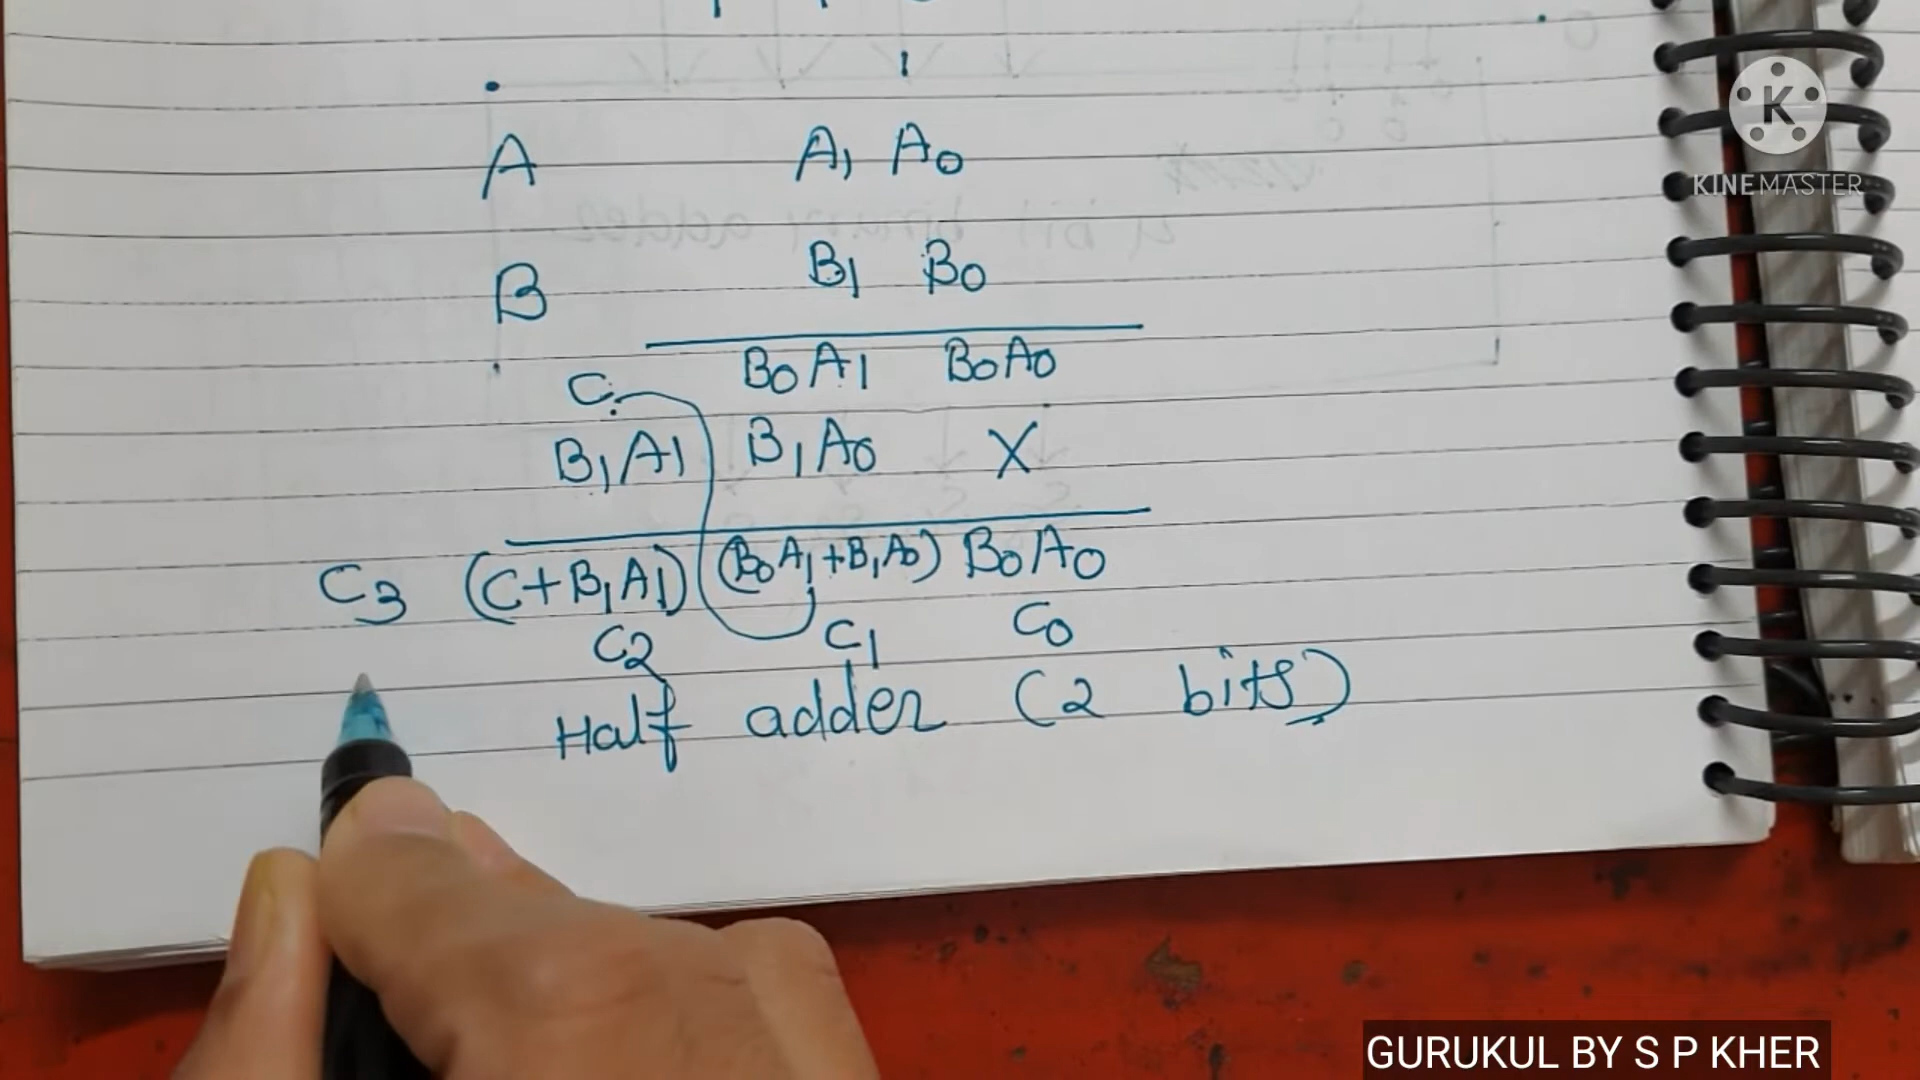 A A1 A0
B B1 B0
C B0A1 B0A0
B1A1 B1A0 X
C3 (C+B1A1) (B0A1+B1A0) B0A0
C2 C1 C0
Half adder (2 bits)
K
KINEMASTER
GURUKUL BY S P KHER